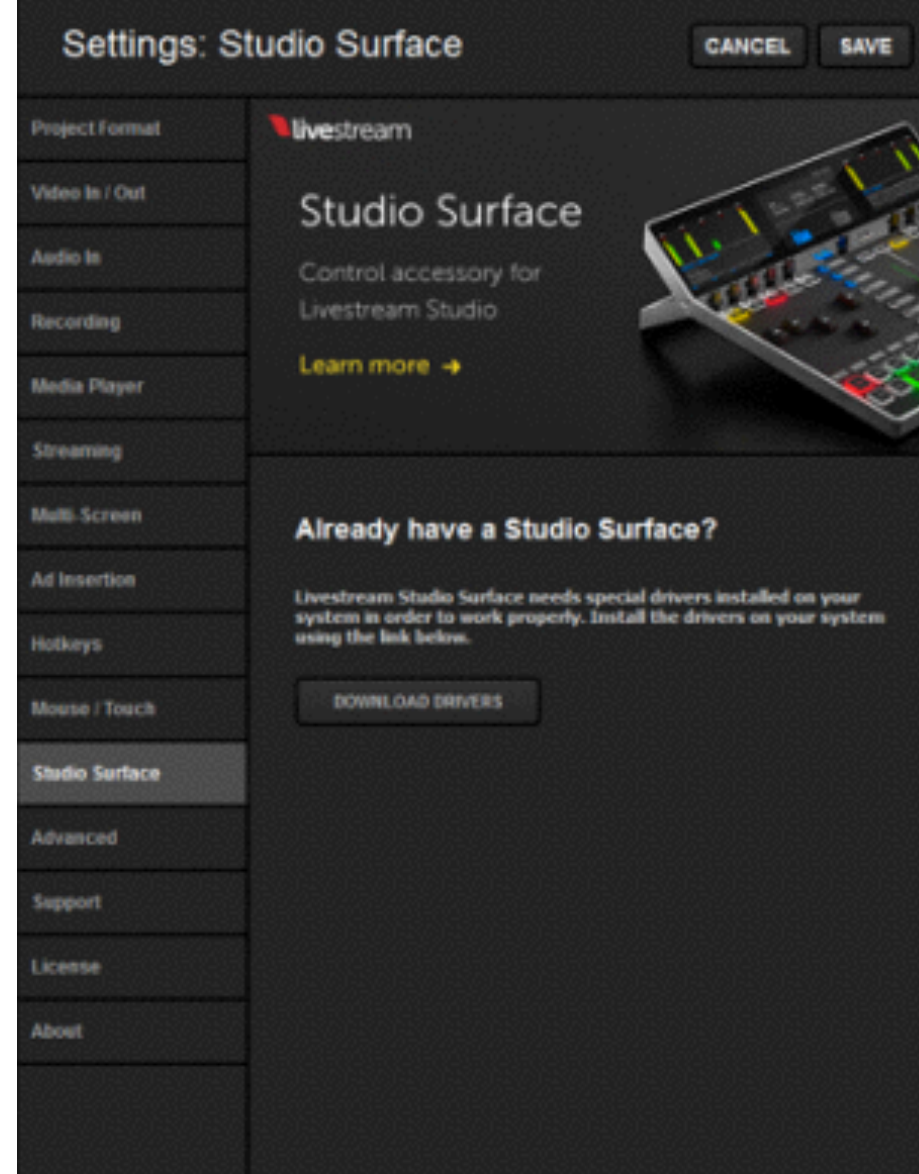 Settings: Studio Surface
CANCEL
SAVE
Project Format
Video In / Out
Audio In
Recording
Media Player
Streaming
Multi-Screen
Ad Insertion
Hotkeys
Mouse / Touch
Studio Surface
Advanced
Support
License
About
livestream
Studio Surface
Control accessory for
Livestream Studio
Learn more →
Already have a Studio Surface?
Livestream Studio Surface needs special drivers installed on your
system in order to work properly. Install the drivers on your system
using the link below.
DOWNLOAD DRIVERS